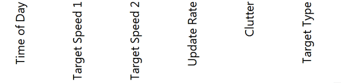 Time of Day
Target Speed 1
Target Speed 2
Update Rate
Clutter
Target Type